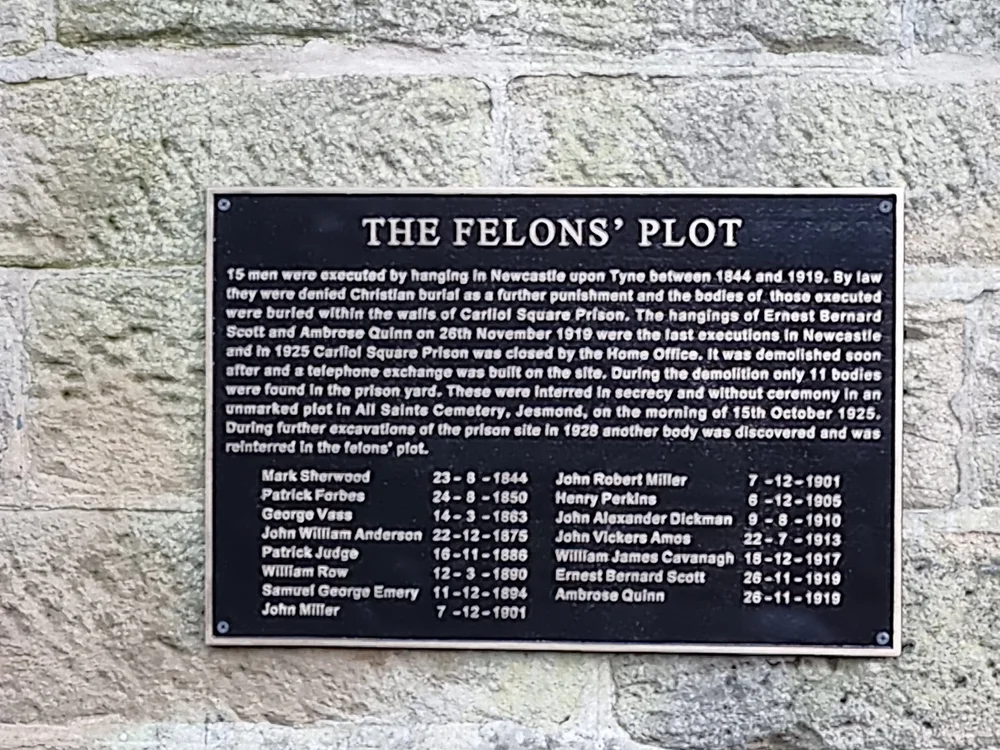 THE FELONS' PLOT
15 men were executed by hanging in Newcastle upon Tyne between 1844 and 1919. By law
they were denied Christian burial as a further punishment and the bodies of those executed
were buried within the walls of Carliol Square Prison. The hangings of Ernest Bernard
Scott and Ambrose Quinn on 26th November 1919 were the last executions in Newcastle
and in 1925 Carliol Square Prison was closed by the Home Office. It was demolished soon
after and a telephone exchange was built on the site. During the demolition only 11 bodies
were found in the prison yard. These were interred in secrecy and without ceremony in an
unmarked plot in All Saints Cemetery, Jesmond, on the morning of 15th October 1925.
During further excavations of the prison site in 1928 another body was discovered and was
reinterred in the felons' plot.
Mark Sherwood 23 - 8 - 1844
Patrick Forbes 24 - 8 - 1850
George Vass 14 - 3 - 1863
John William Anderson 22 - 12 - 1875
Patrick Judge 16 - 11 - 1886
William Row 12 - 3 - 1890
Samuel George Emery 11 - 12 - 1894
John Miller 7 - 12 - 1901
John Robert Miller 7 - 12 - 1901
Henry Perkins 6 - 12 - 1905
John Alexander Dickman 9 - 8 - 1910
John Vickers Amos 22 - 7 - 1913
William James Cavanagh 18 - 12 - 1917
Ernest Bernard Scott 26 - 11 - 1919
Ambrose Quinn 26 - 11 - 1919